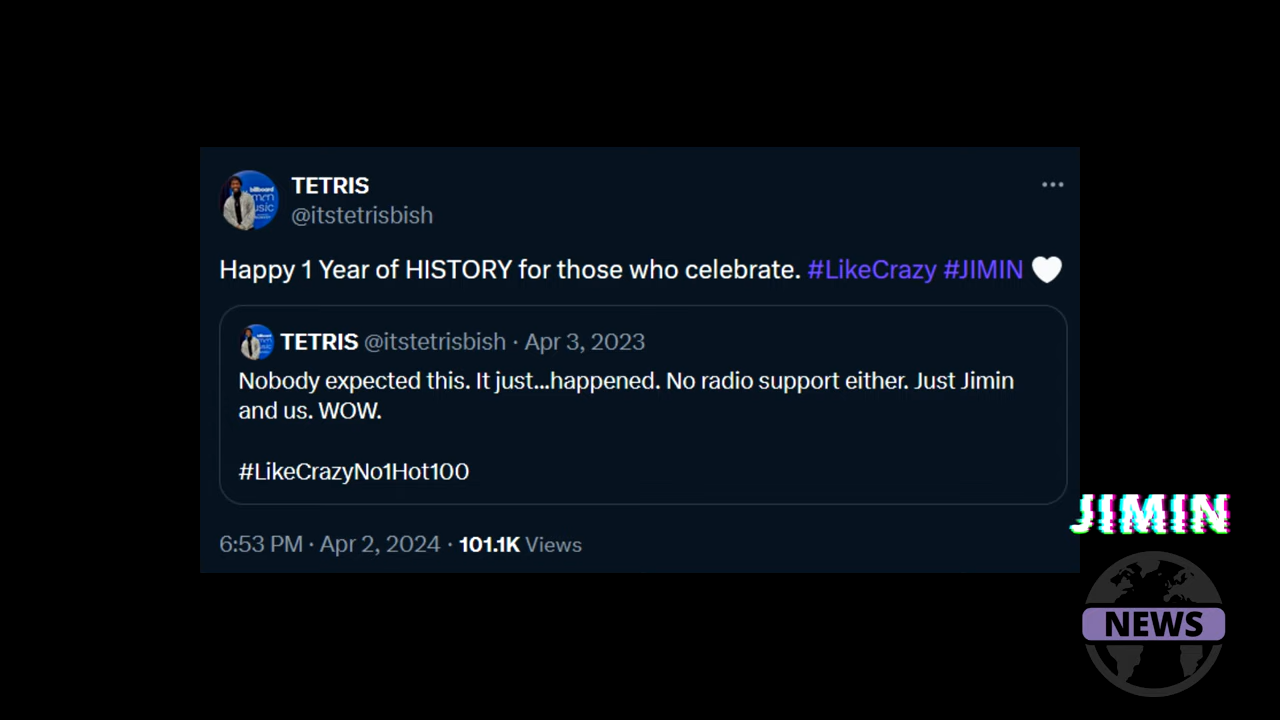 TETRIS
@itstetrisbish
Happy 1 Year of HISTORY for those who celebrate. #LikeCrazy #JIMIN 🤍
TETRIS @itstetrisbish · Apr 3, 2023
Nobody expected this. It just...happened. No radio support either. Just Jimin
and us. WOW.
#LikeCrazyNo1Hot100
6:53 PM · Apr 2, 2024 · 101.1K Views
JIMIN
NEWS